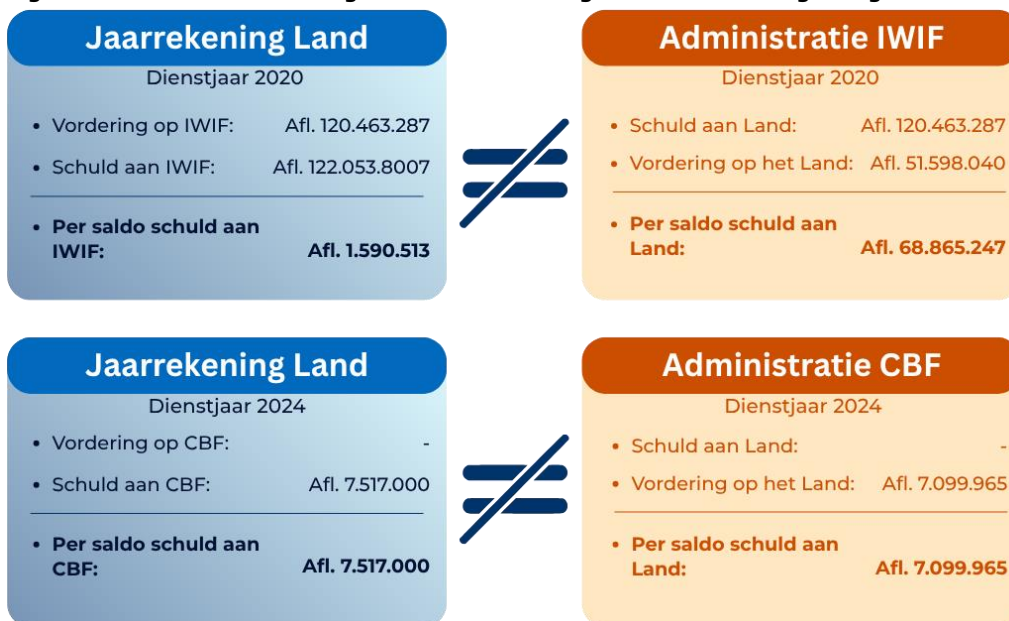 Jaarrekening Land
Dienstjaar 2020
• Vordering op IWIF: Afl. 120.463.287
• Schuld aan IWIF: Afl. 122.053.8007
• Per saldo schuld aan
IWIF: Afl. 1.590.513
Administratie IWIF
Dienstjaar 2020
• Schuld aan Land: Afl. 120.463.287
• Vordering op het Land: Afl. 51.598.040
• Per saldo schuld aan
Land: Afl. 68.865.247
Jaarrekening Land
Dienstjaar 2024
• Vordering op CBF: -
• Schuld aan CBF: Afl. 7.517.000
• Per saldo schuld aan
CBF: Afl. 7.517.000
Administratie CBF
Dienstjaar 2024
• Schuld aan Land: -
• Vordering op het Land: Afl. 7.099.965
• Per saldo schuld aan
Land: Afl. 7.099.965